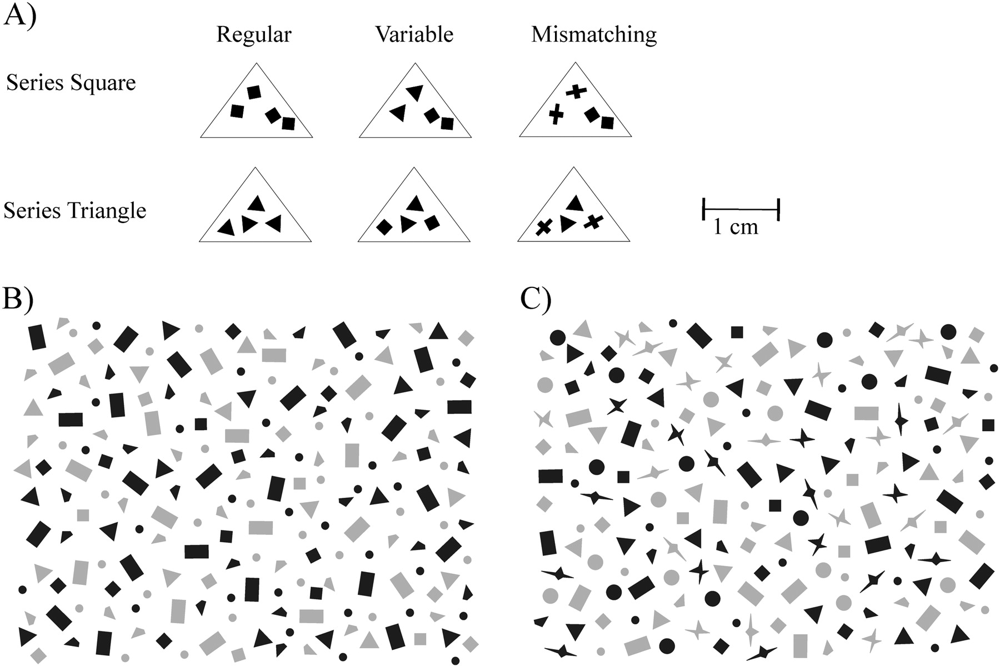 A)
Regular Variable Mismatching
Series Square
Series Triangle
1 cm
B) C)